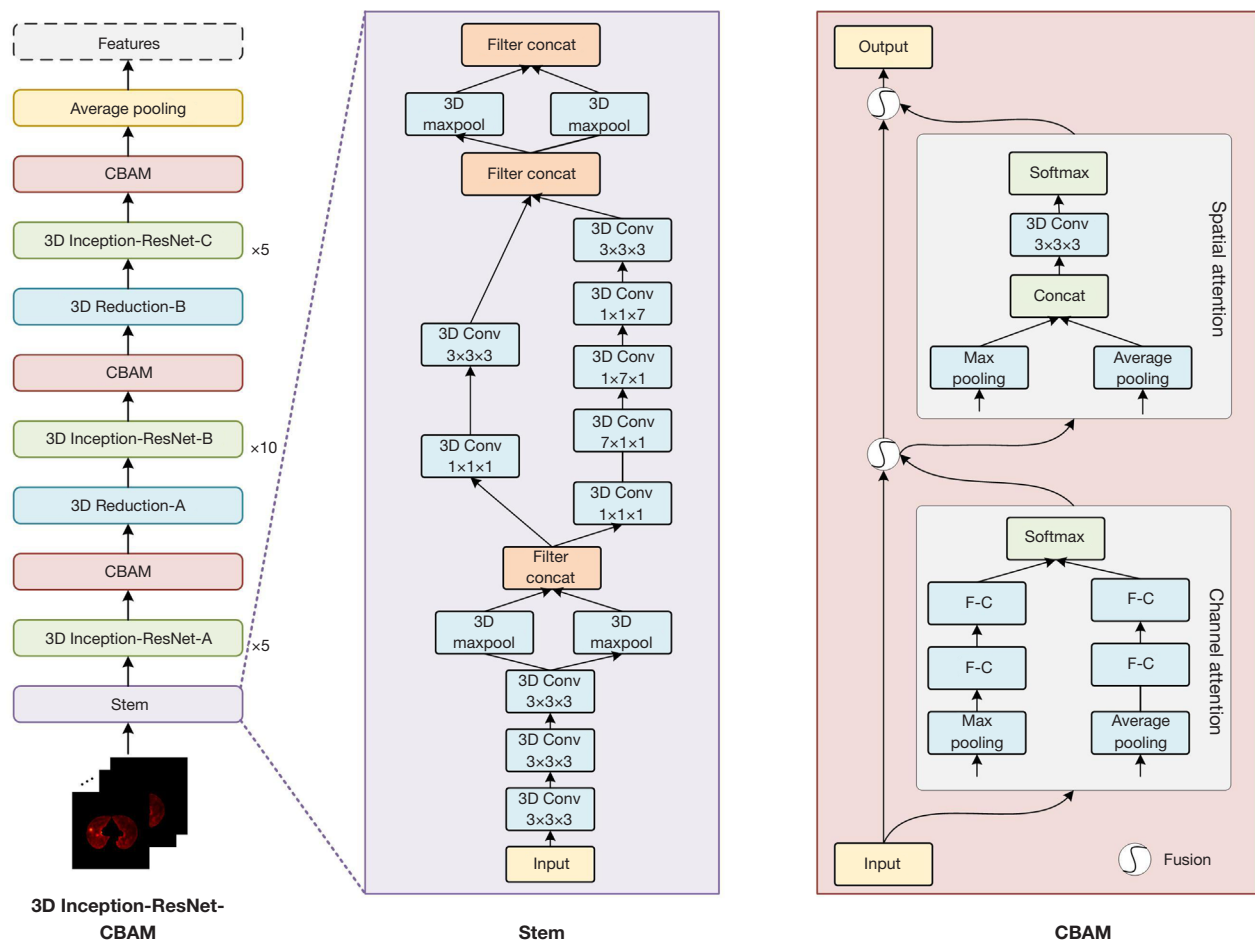 Features
Average pooling
CBAM
3D Inception-ResNet-C
×5
3D Reduction-B
CBAM
3D Inception-ResNet-B
×10
3D Reduction-A
CBAM
3D Inception-ResNet-A
×5
Stem
...
3D Inception-ResNet-
CBAM
Filter concat
3D
maxpool
3D
maxpool
Filter concat
3D Conv
3×3×3
3D Conv
1×1×7
3D Conv
3×3×3
3D Conv
1×7×1
3D Conv
7×1×1
3D Conv
1×1×1
3D Conv
1×1×1
Filter
concat
3D
maxpool
3D
maxpool
3D Conv
3×3×3
3D Conv
3×3×3
3D Conv
3×3×3
Input
Stem
Output
Softmax
3D Conv
3×3×3
Concat
Max
pooling
Average
pooling
Spatial attention
Softmax
F-C
F-C
F-C
F-C
Max
pooling
Average
pooling
Channel attention
Input
Fusion
CBAM